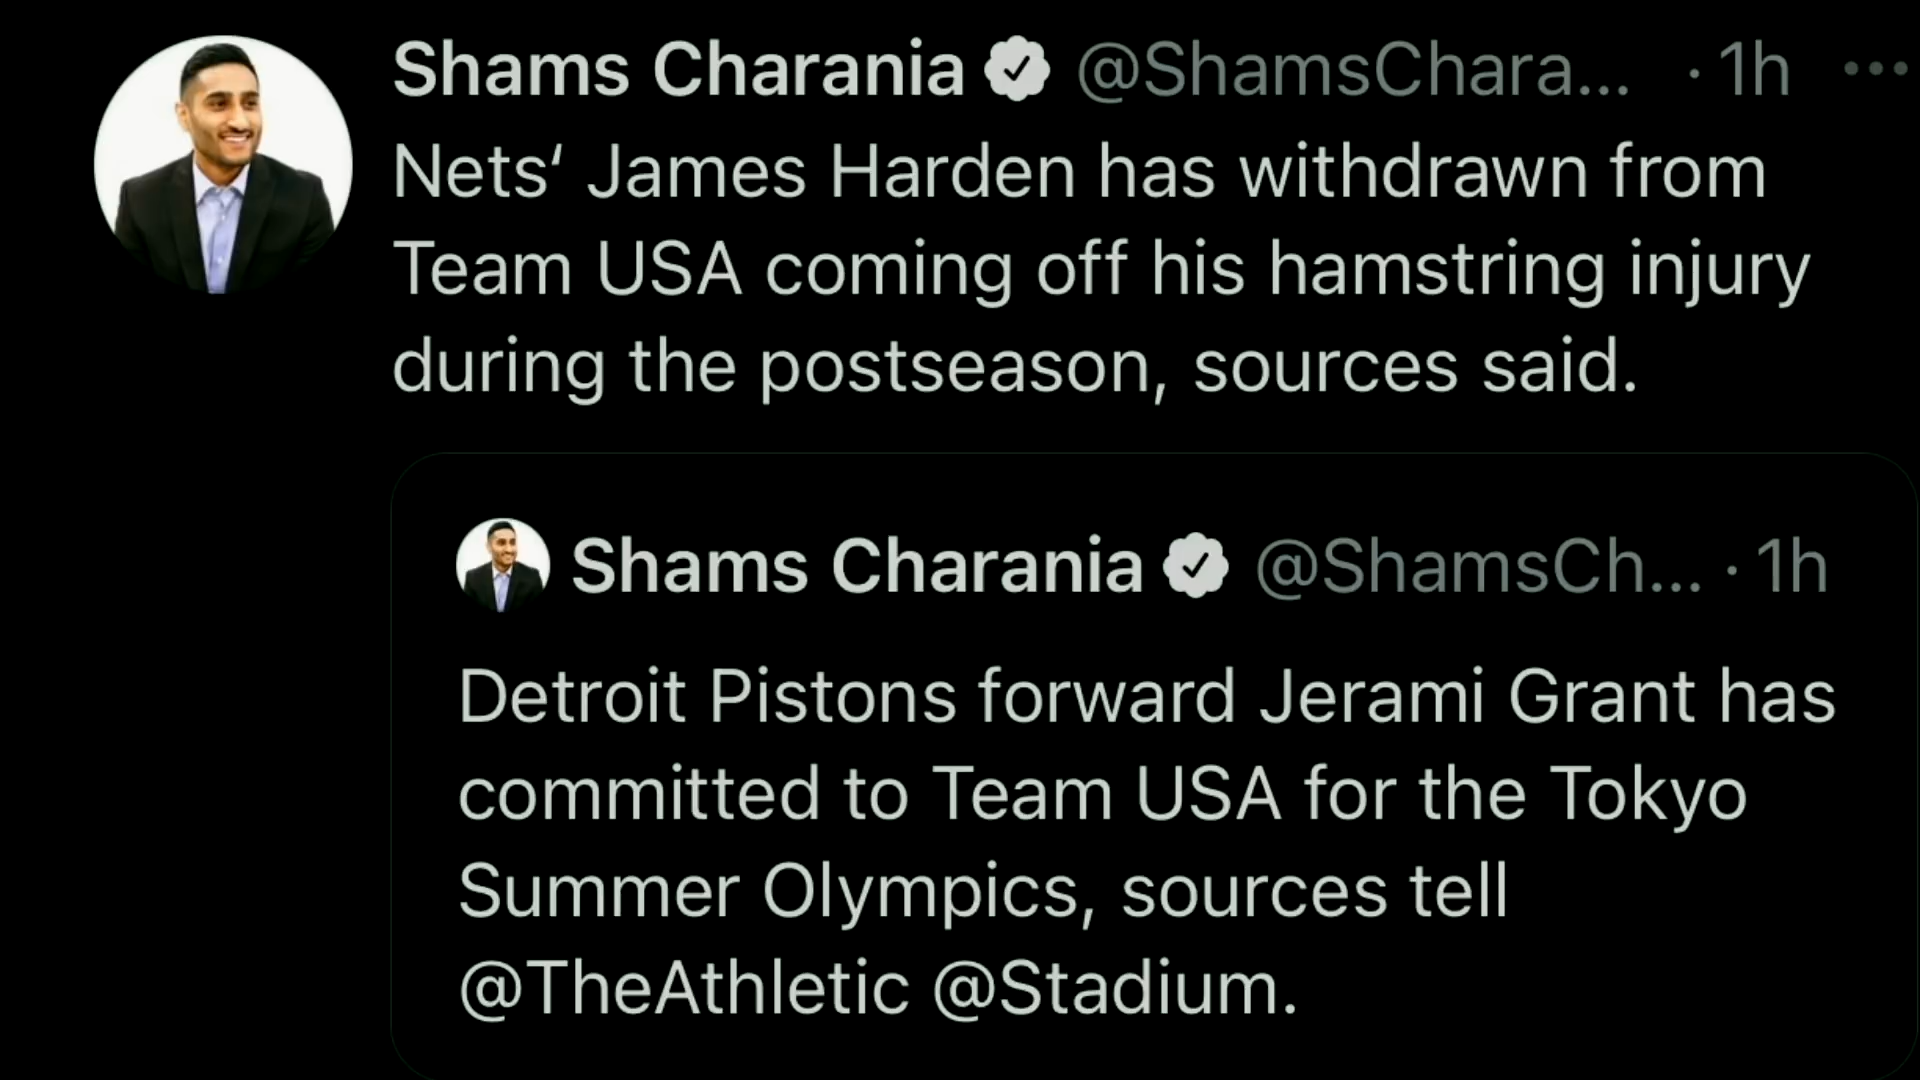 Shams Charania @ShamsChara... · 1h ...
Nets‘ James Harden has withdrawn from
Team USA coming off his hamstring injury
during the postseason, sources said.
Shams Charania @ShamsCh... · 1h
Detroit Pistons forward Jerami Grant has
committed to Team USA for the Tokyo
Summer Olympics, sources tell
@TheAthletic @Stadium.